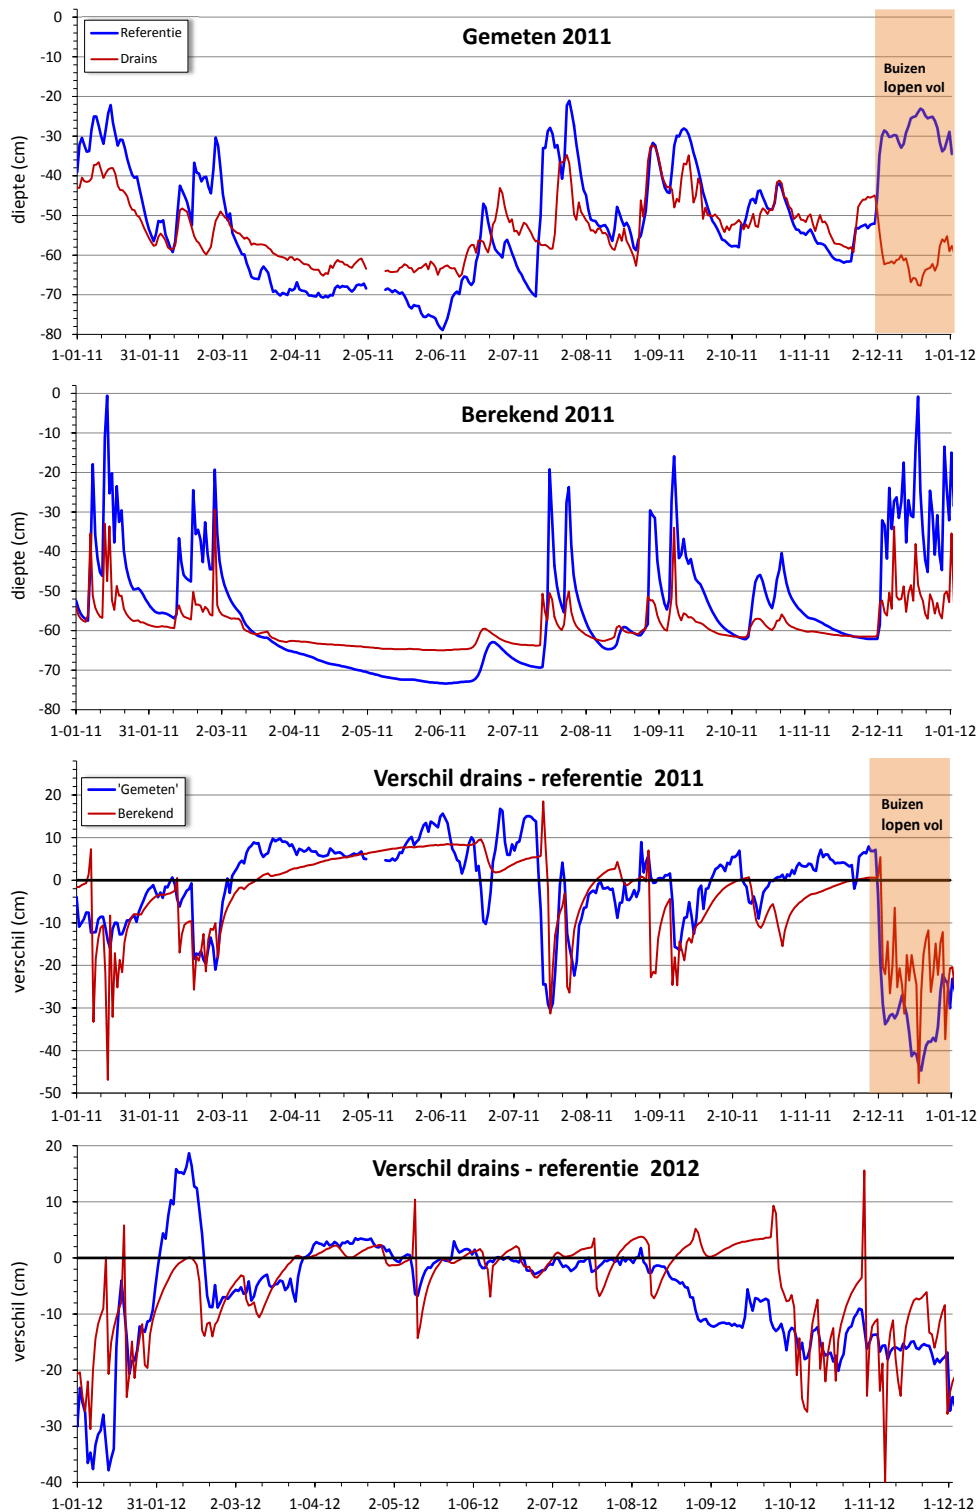 Gemeten 2011
Referentie
Drains
Buizen
lopen vol
diepte (cm)
0
-10
-20
-30
-40
-50
-60
-70
-80
1-01-11 31-01-11 2-03-11 2-04-11 2-05-11 2-06-11 2-07-11 2-08-11 1-09-11 2-10-11 1-11-11 2-12-11 1-01-12
Berekend 2011
diepte (cm)
0
-10
-20
-30
-40
-50
-60
-70
-80
1-01-11 31-01-11 2-03-11 2-04-11 2-05-11 2-06-11 2-07-11 2-08-11 1-09-11 2-10-11 1-11-11 2-12-11 1-01-12
Verschil drains - referentie 2011
'Gemeten'
Berekend
Buizen
lopen vol
verschil (cm)
20
10
0
-10
-20
-30
-40
-50
1-01-11 31-01-11 2-03-11 2-04-11 2-05-11 2-06-11 2-07-11 2-08-11 1-09-11 2-10-11 1-11-11 2-12-11 1-01-12
Verschil drains - referentie 2012
verschil (cm)
20
10
0
-10
-20
-30
-40
1-01-12 31-01-12 2-03-12 1-04-12 2-05-12 1-06-12 2-07-12 1-08-12 1-09-12 1-10-12 1-11-12 1-12-12